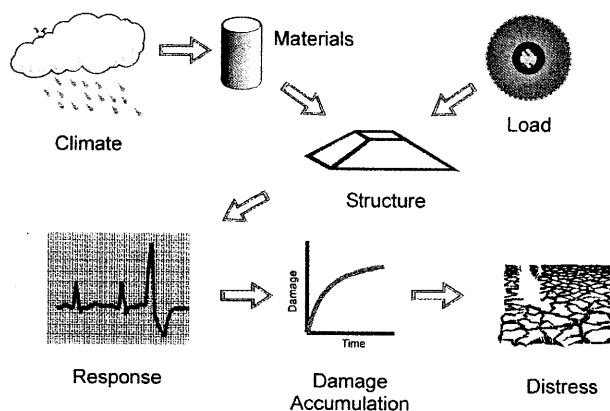 Materials
Climate
Load
Structure
Damage
Time
Response
Damage
Accumulation
Distress